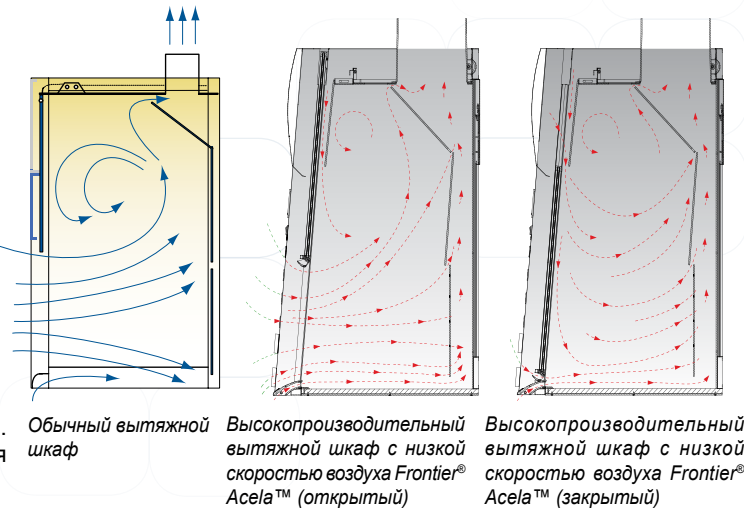 .
я
Обычный вытяжной
шкаф
Высокопроизводительный
вытяжной шкаф с низкой
скоростью воздуха Frontier®
Acela™ (открытый)
Высокопроизводительный
вытяжной шкаф с низкой
скоростью воздуха Frontier®
Acela™ (закрытый)